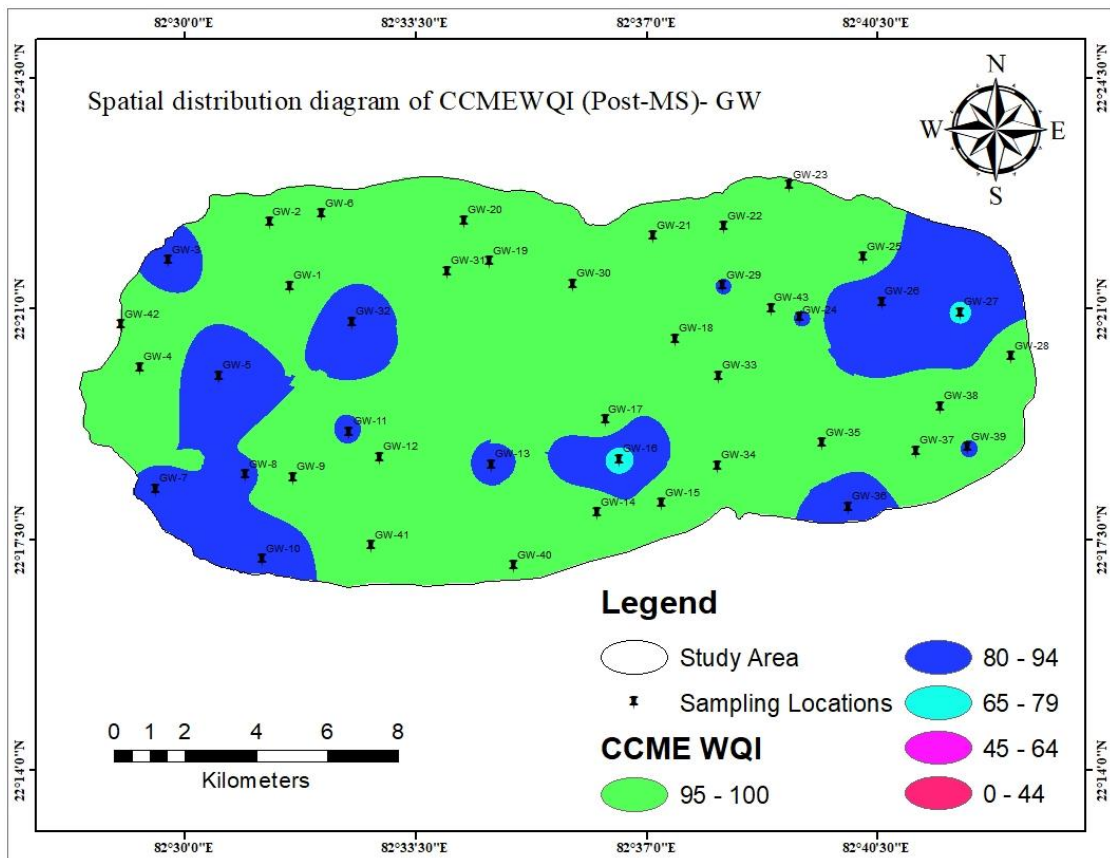 82°30'0"E 82°33'30"E 82°37'0"E 82°40'30"E
22°24'30"N 22°24'30"N
Spatial distribution diagram of CCMEWQI (Post-MS)- GW
N
W E
S
GW-23
GW-2 GW-6 GW-20 GW-22
GW-21
GW-3 GW-31 GW-19 GW-25
GW-1 GW-30 GW-29
22°21'0"N GW-26 22°21'0"N
GW-42 GW-32 GW-43 GW-24 GW-27
GW-18
GW-4 GW-5 GW-33 GW-28
GW-38
GW-11 GW-17
GW-12 GW-35 GW-37 GW-39
GW-7 GW-8 GW-9 GW-13 GW-16 GW-34
GW-14 GW-15 GW-36
GW-10 GW-41 GW-40
22°17'30"N 22°17'30"N
Legend
Study Area
Sampling Locations
CCME WQI
95 - 100
80 - 94
65 - 79
45 - 64
0 - 44
0 1 2 4 6 8
Kilometers
22°14'0"N 22°14'0"N
82°30'0"E 82°33'30"E 82°37'0"E 82°40'30"E